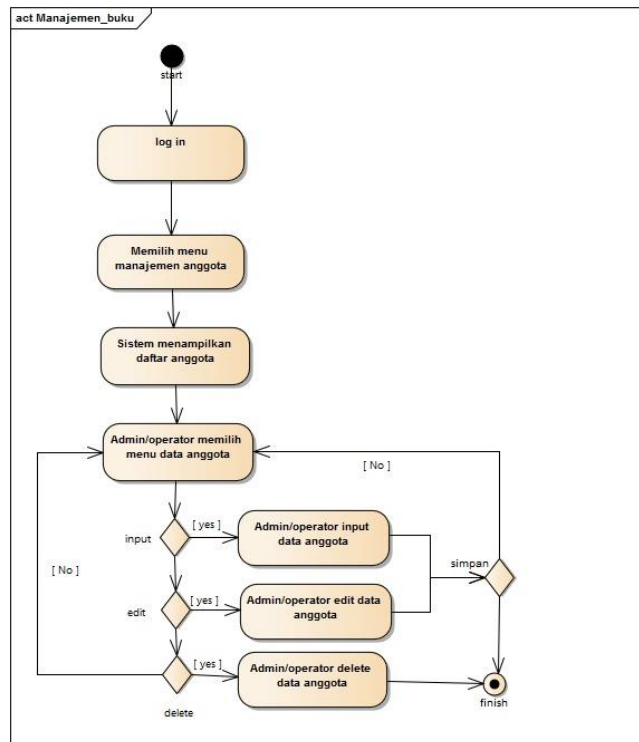 act Manajemen_buku
start
log in
Memilih menu
manajemen anggota
Sistem menampilkan
daftar anggota
Admin/operator memilih
menu data anggota
[ No ]
[ yes ]
Admin/operator input
data anggota
input
simpan
[ No ]
[ yes ]
Admin/operator edit data
anggota
edit
[ yes ]
Admin/operator delete
data anggota
delete
finish